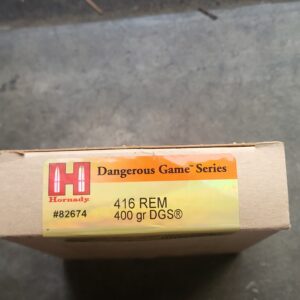 Dangerous Game™ Series
H
Hornady
#82674
416 REM
400 gr DGS®